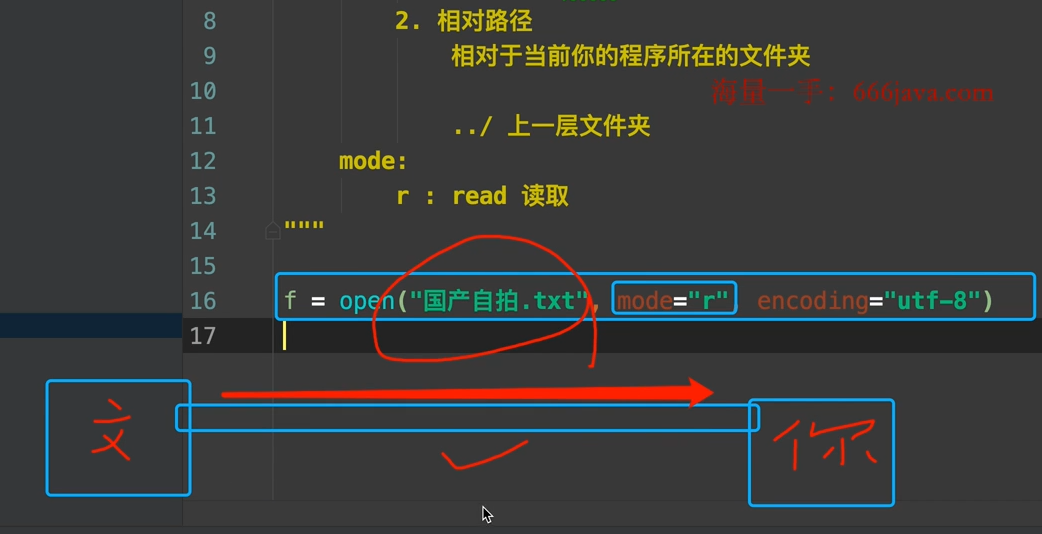 8 2. 相对路径
9 相对于当前你的程序所在的文件夹
10
海量一手：666java.com
11 ../ 上一层文件夹
12 mode:
13 r : read 读取
14 """
15
16 f = open("国产自拍.txt", mode="r", encoding="utf-8")
17
文 你